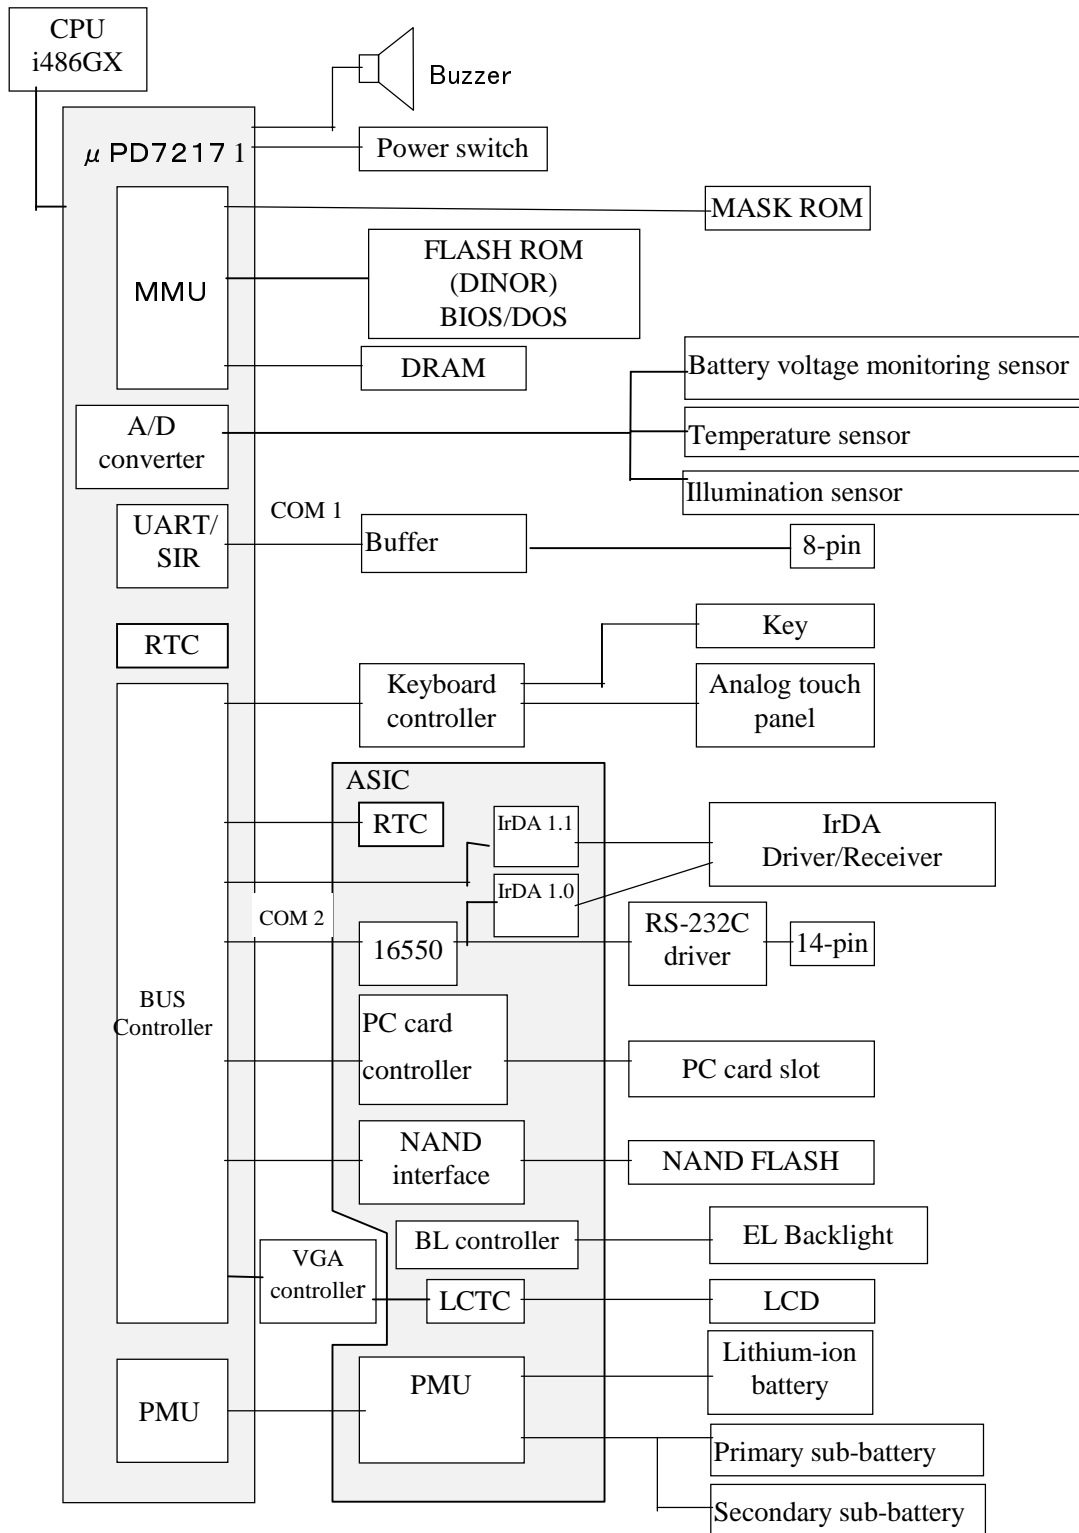 CPU
i486GX
Buzzer
μ PD7217 1
Power switch
MASK ROM
MMU
FLASH ROM
(DINOR)
BIOS/DOS
DRAM
Battery voltage monitoring sensor
A/D
converter
Temperature sensor
Illumination sensor
UART/
SIR
COM 1
Buffer
8-pin
RTC
Key
Keyboard
controller
Analog touch
panel
ASIC
RTC
IrDA 1.1
IrDA
Driver/Receiver
IrDA 1.0
COM 2
16550
RS-232C
driver
14-pin
BUS
Controller
PC card
controller
PC card slot
NAND
interface
NAND FLASH
BL controller
EL Backlight
VGA
controller
LCTC
LCD
PMU
PMU
Lithium-ion
battery
Primary sub-battery
Secondary sub-battery